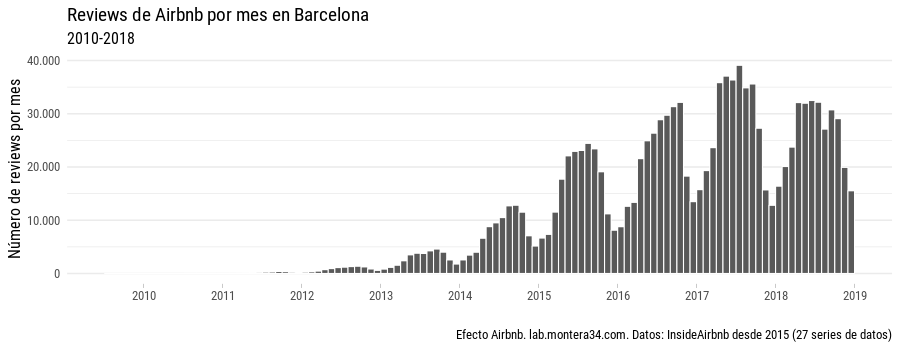 Reviews de Airbnb por mes en Barcelona
2010-2018
Número de reviews por mes
40.000
30.000
20.000
10.000
0
2010 2011 2012 2013 2014 2015 2016 2017 2018 2019
Efecto Airbnb. lab.montera34.com. Datos: InsideAirbnb desde 2015 (27 series de datos)